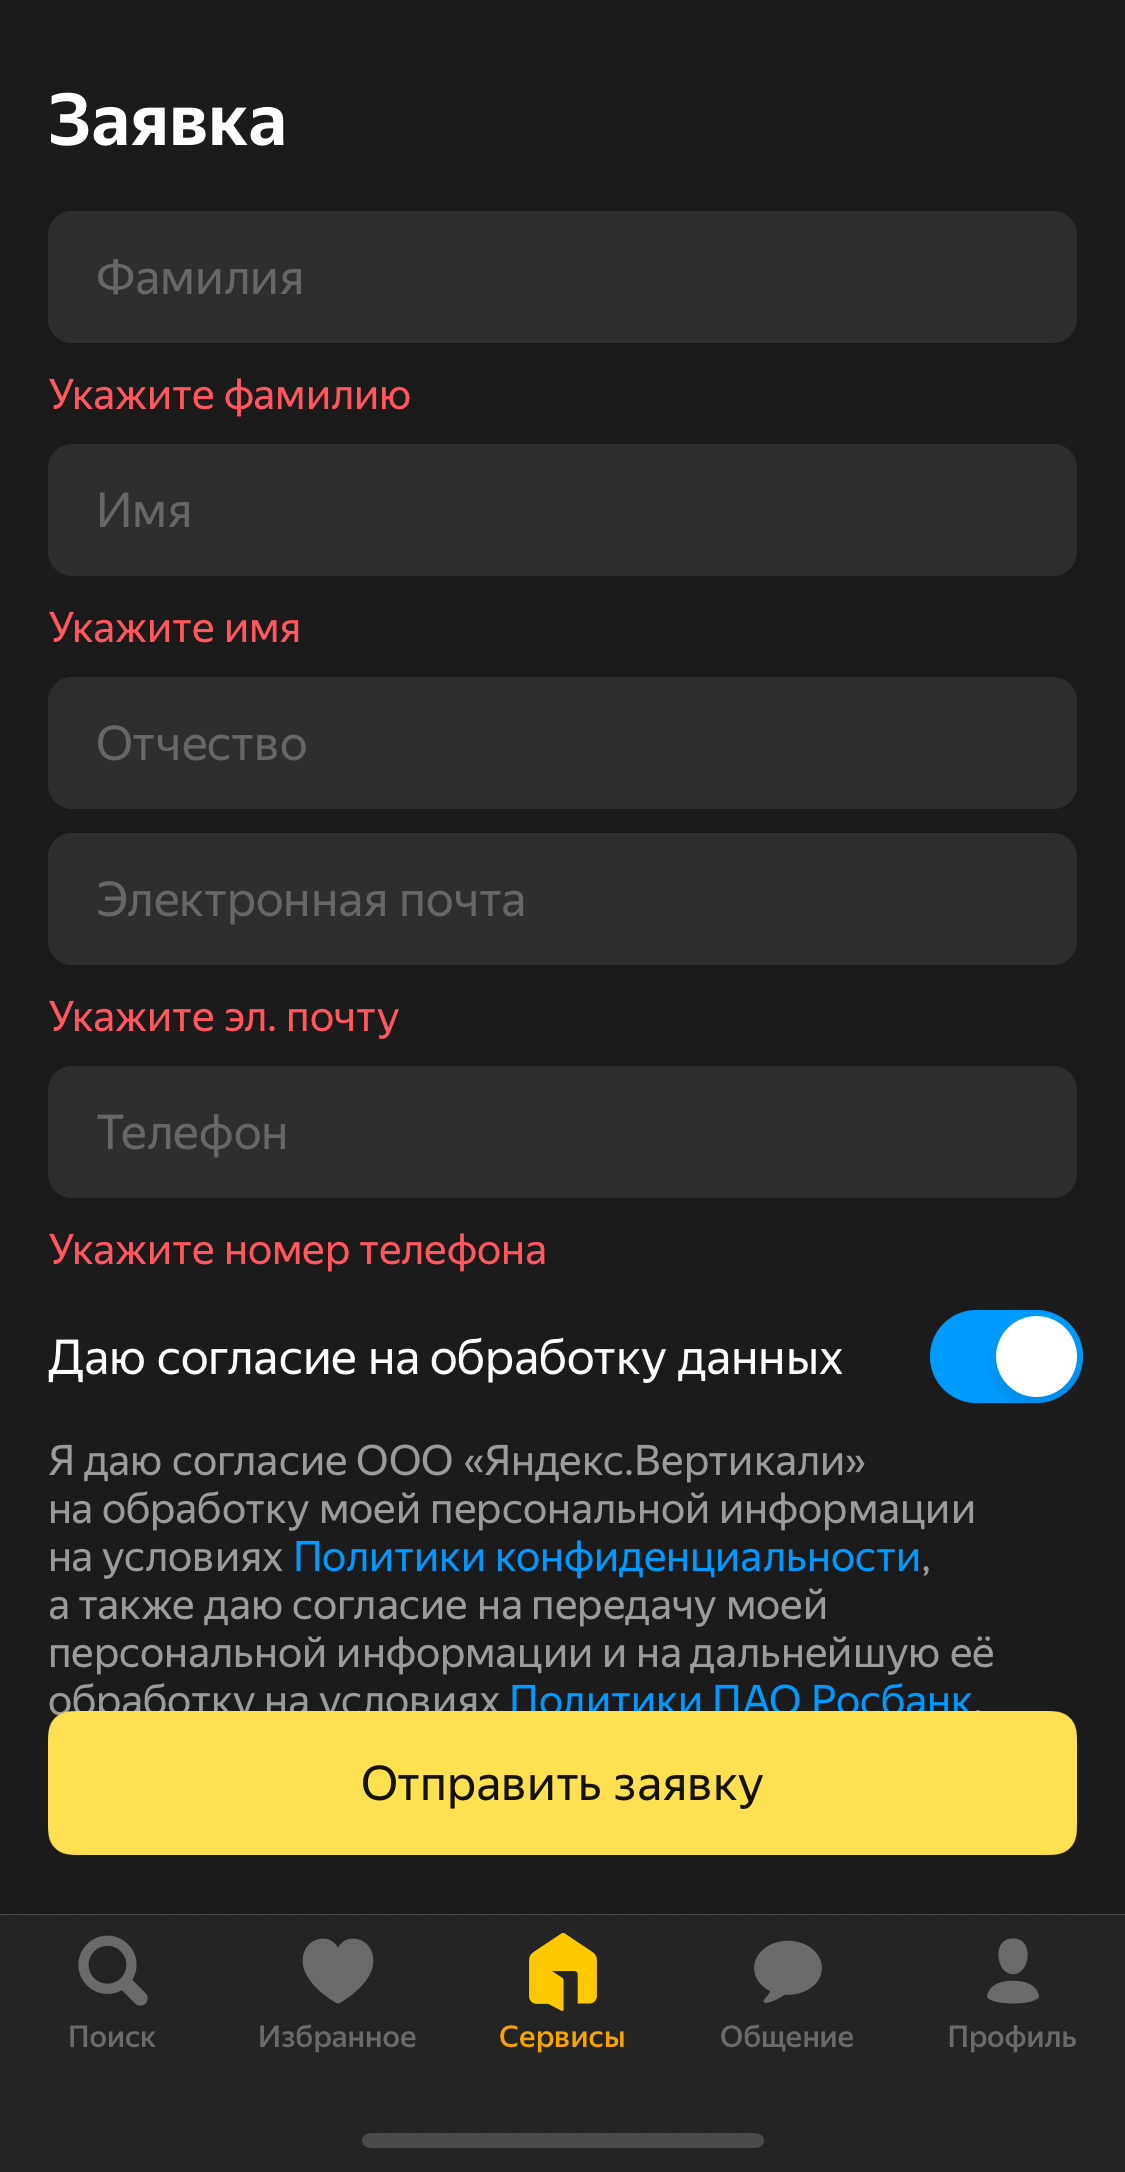 Заявка
Фамилия
Укажите фамилию
Имя
Укажите имя
Отчество
Электронная почта
Укажите эл. почту
Телефон
Укажите номер телефона
Даю согласие на обработку данных
Я даю согласие ООО «Яндекс.Вертикали»
на обработку моей персональной информации
на условиях Политики конфиденциальности,
а также даю согласие на передачу моей
персональной информации и на дальнейшую её
обработку на условиях Политики ПАО Росбанк.
Отправить заявку
Поиск
Избранное
Сервисы
Общение
Профиль